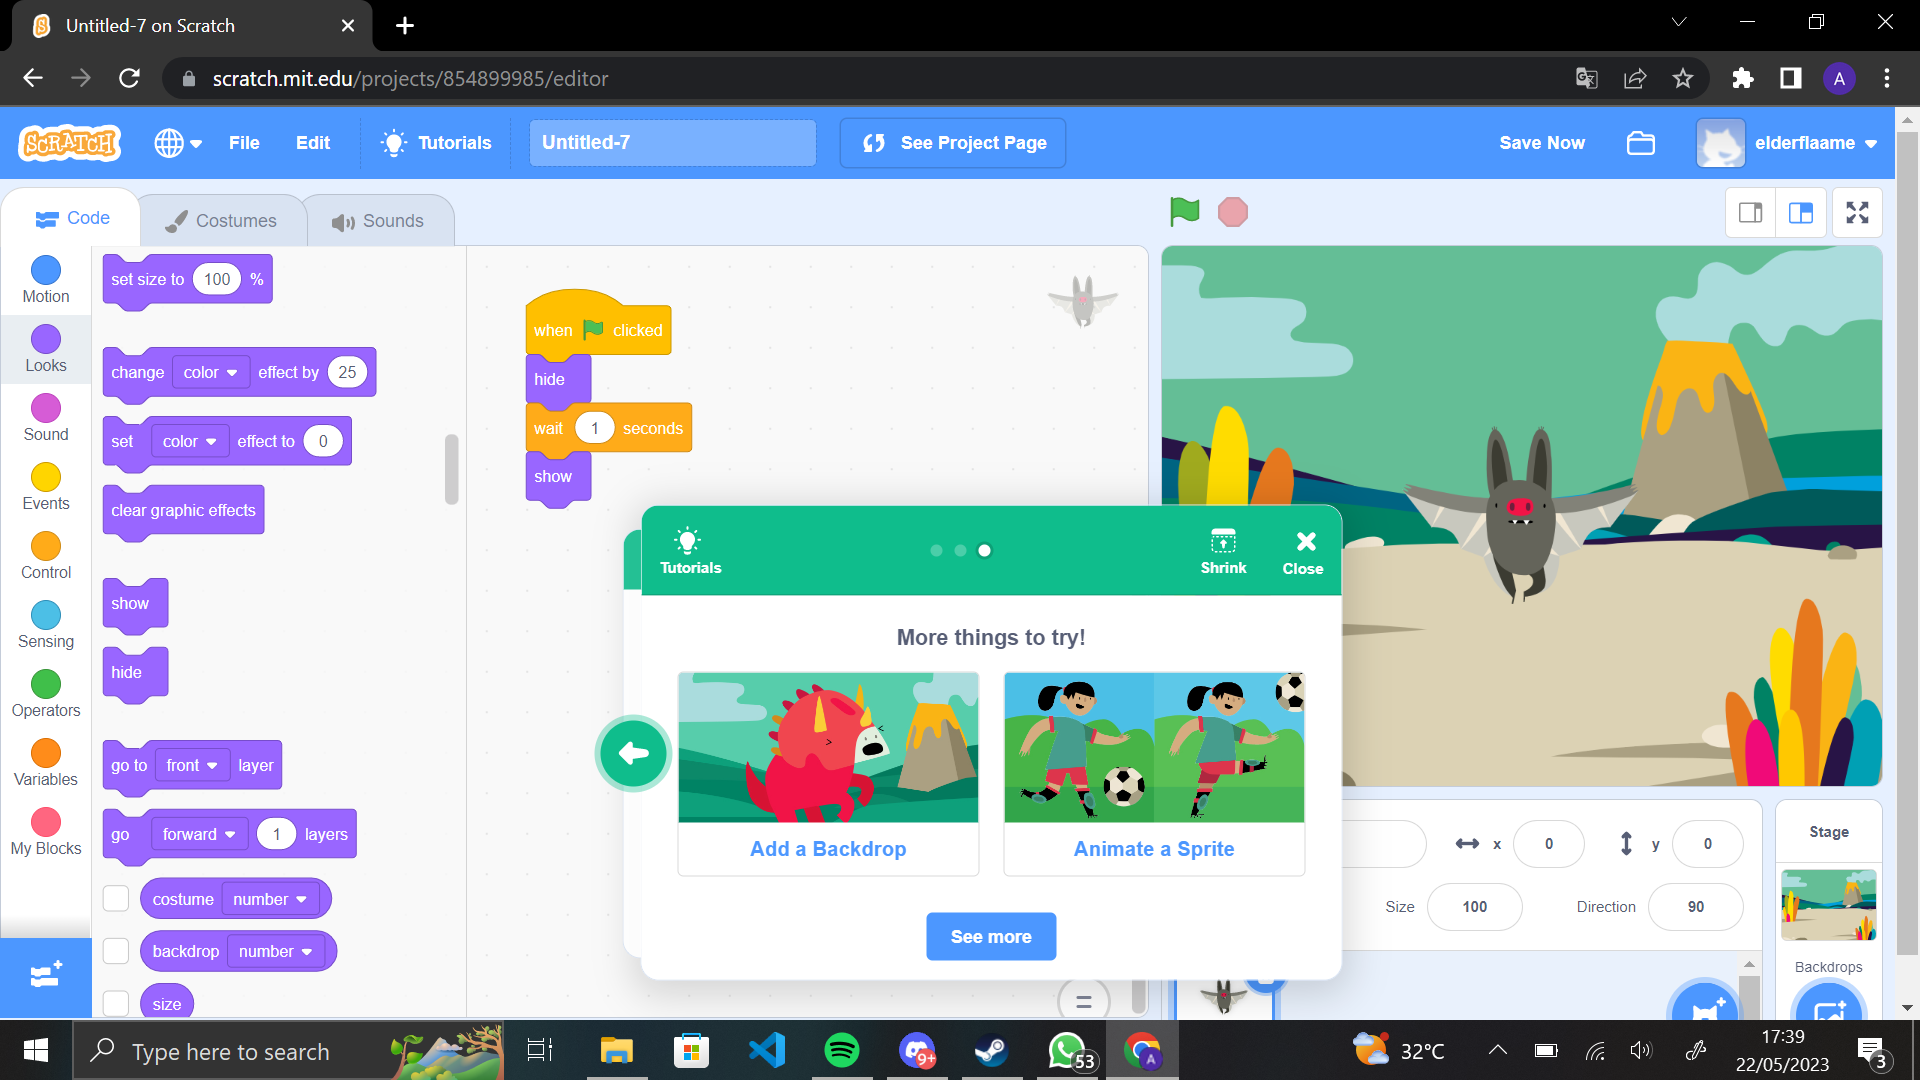 Untitled-7 on Scratch
scratch.mit.edu/projects/854899985/editor
A
SCRATCH
File
Edit
Tutorials
Untitled-7
See Project Page
Save Now
elderflaame
Code
Costumes
Sounds
Motion
Looks
Sound
Events
Control
Sensing
Operators
Variables
My Blocks
set size to 100 %
change color effect by 25
set color effect to 0
clear graphic effects
show
hide
go to front layer
go forward 1 layers
costume number
backdrop number
size
when clicked
hide
wait 1 seconds
show
Tutorials
Shrink
Close
More things to try!
Add a Backdrop
Animate a Sprite
See more
x 0 y 0
Size 100 Direction 90
Stage
Backdrops
Type here to search
9+
53
A
32°C
17:39
22/05/2023
3